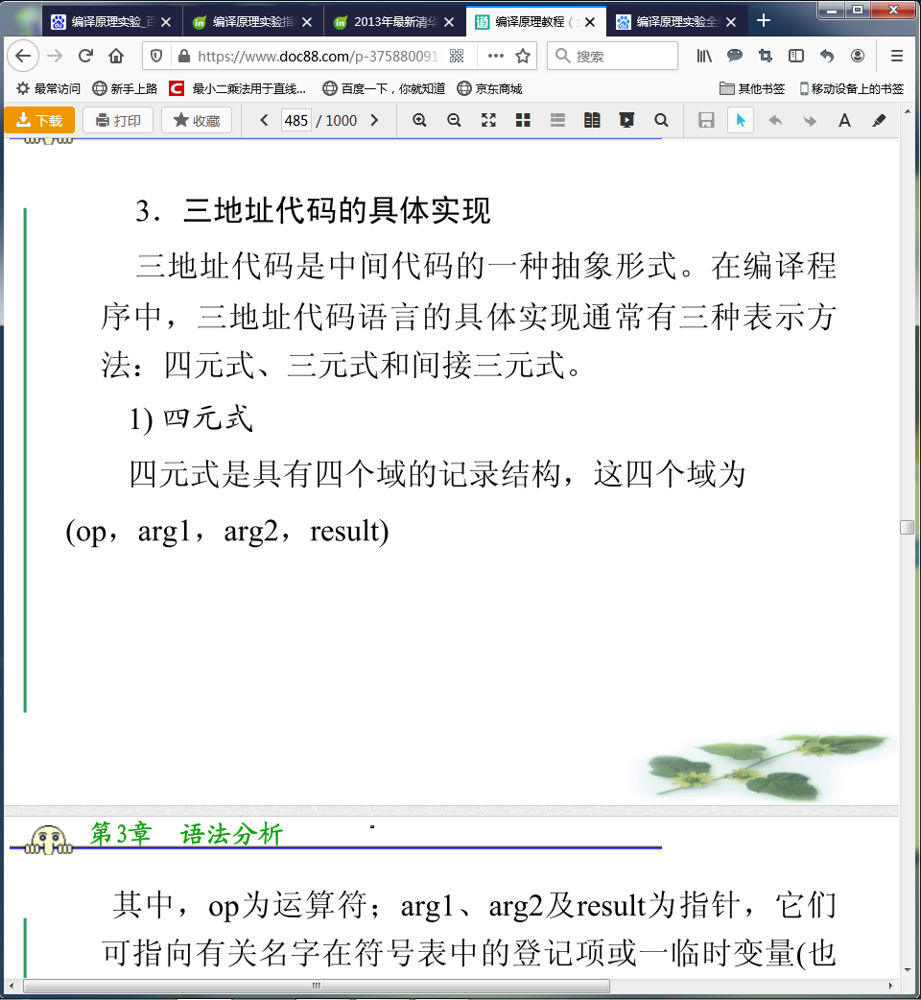 编译原理实验_百
编译原理实验指
2013年最新清华
编译原理教程（
编译原理实验全
https://www.doc88.com/p-37588009
搜索
最常访问
新手上路
最小二乘法用于直线...
百度一下，你就知道
京东商城
其他书签
移动设备上的书签
下载
打印
收藏
485 / 1000
3．三地址代码的具体实现
三地址代码是中间代码的一种抽象形式。在编译程
序中，三地址代码语言的具体实现通常有三种表示方
法：四元式、三元式和间接三元式。
1) 四元式
四元式是具有四个域的记录结构，这四个域为
(op，arg1，arg2，result)
第3章 语法分析
其中，op为运算符；arg1、arg2及result为指针，它们
可指向有关名字在符号表中的登记项或一临时变量(也